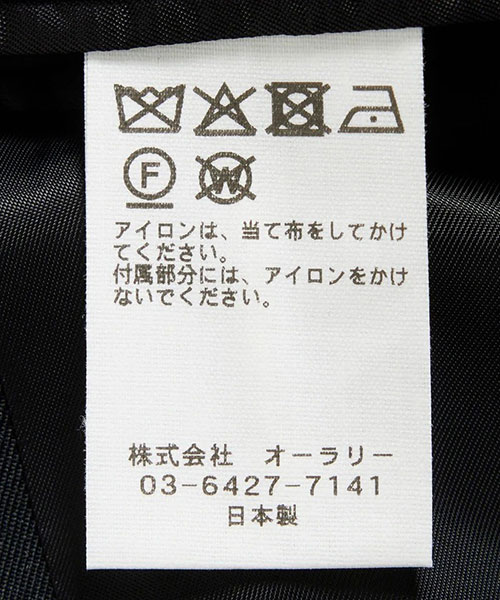 F
W
アイロンは、当て布をしてかけ
てください。
付属部分には、アイロンをかけ
ないでください。
株式会社 オーラリー
03-6427-7141
日本製